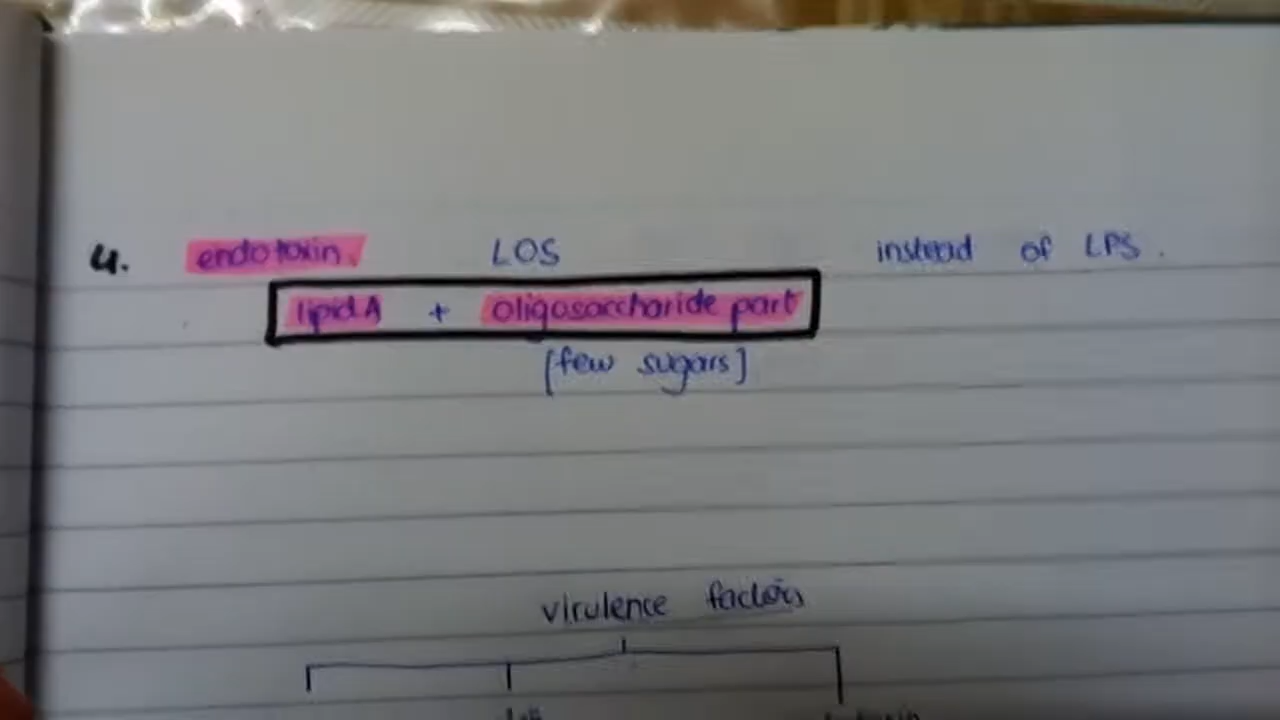 4. endotoxin. LOS instead of LPS.
lipid A + oligosaccharide part
[few sugars]
virulence factors